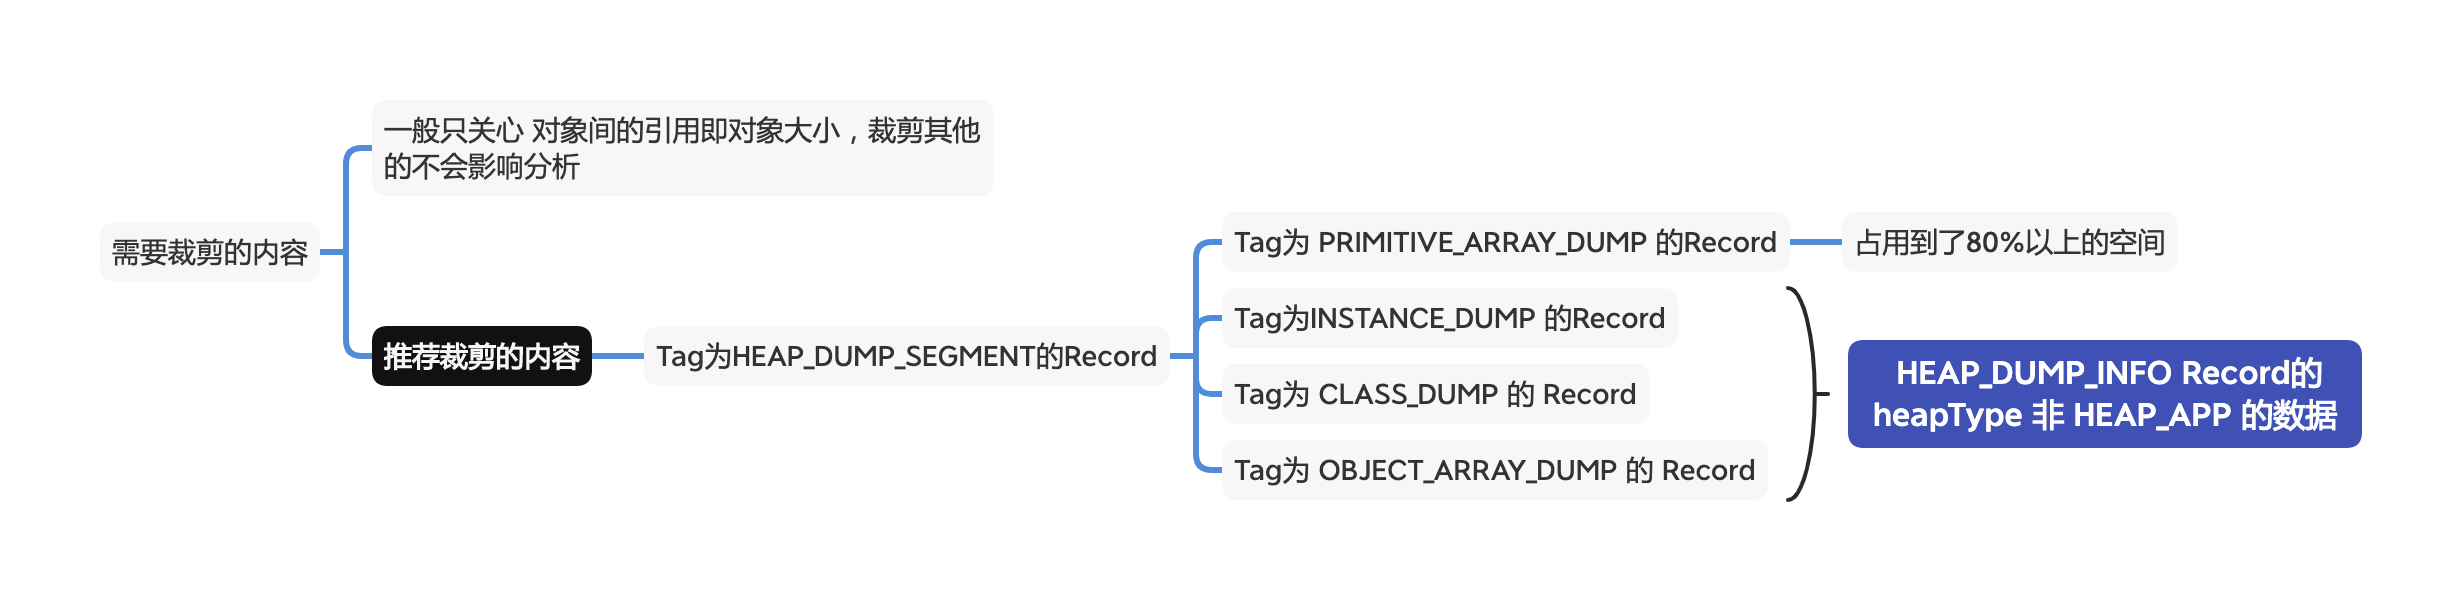 需要裁剪的内容
一般只关心 对象间的引用即对象大小，裁剪其他
的不会影响分析
推荐裁剪的内容
Tag为HEAP_DUMP_SEGMENT的Record
Tag为 PRIMITIVE_ARRAY_DUMP 的Record
占用到了80%以上的空间
Tag为INSTANCE_DUMP 的Record
Tag为 CLASS_DUMP 的 Record
Tag为 OBJECT_ARRAY_DUMP 的 Record
HEAP_DUMP_INFO Record的
heapType 非 HEAP_APP 的数据